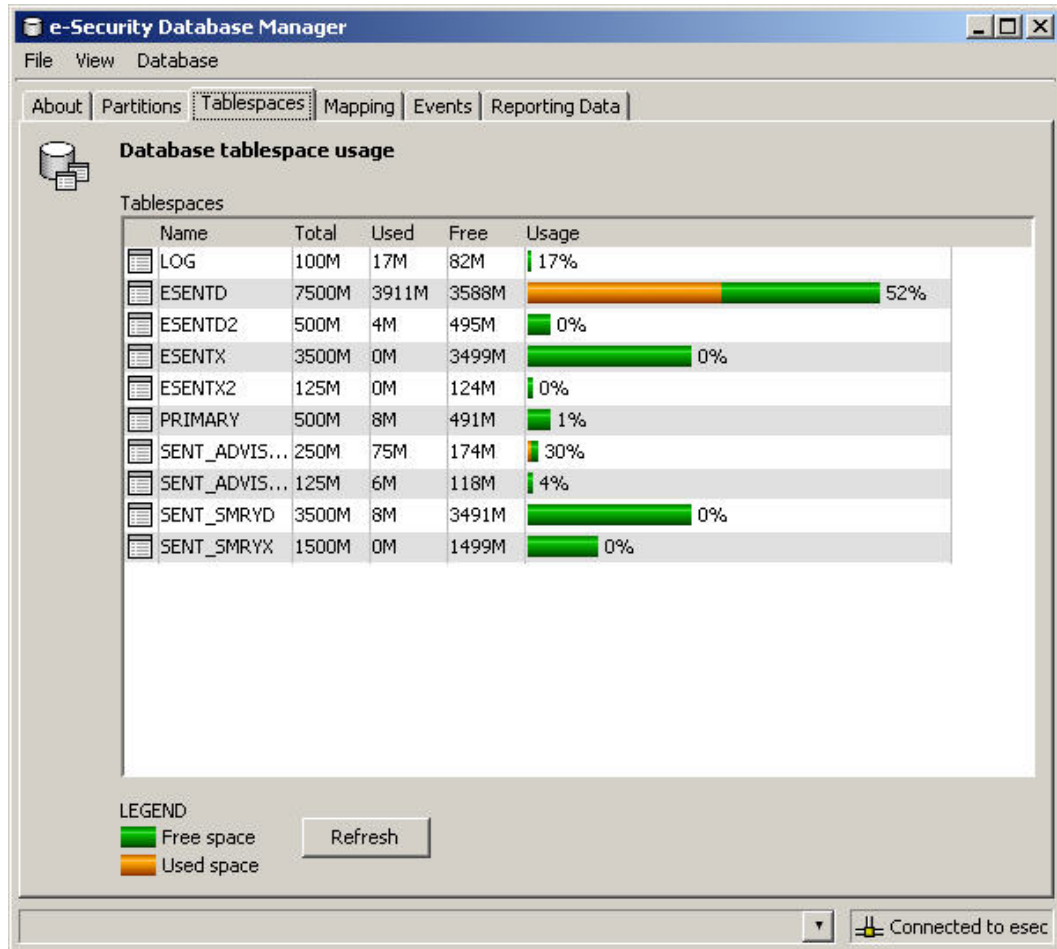 e-Security Database Manager
File View Database
About Partitions Tablespaces Mapping Events Reporting Data
Database tablespace usage
Tablespaces
Name Total Used Free Usage
LOG 100M 17M 82M 17%
ESENTD 7500M 3911M 3588M 52%
ESENTD2 500M 4M 495M 0%
ESENTX 3500M 0M 3499M 0%
ESENTX2 125M 0M 124M 0%
PRIMARY 500M 8M 491M 1%
SENT_ADVIS... 250M 75M 174M 30%
SENT_ADVIS... 125M 6M 118M 4%
SENT_SMRYD 3500M 8M 3491M 0%
SENT_SMRYX 1500M 0M 1499M 0%
LEGEND
Free space
Refresh
Used space
Connected to esec